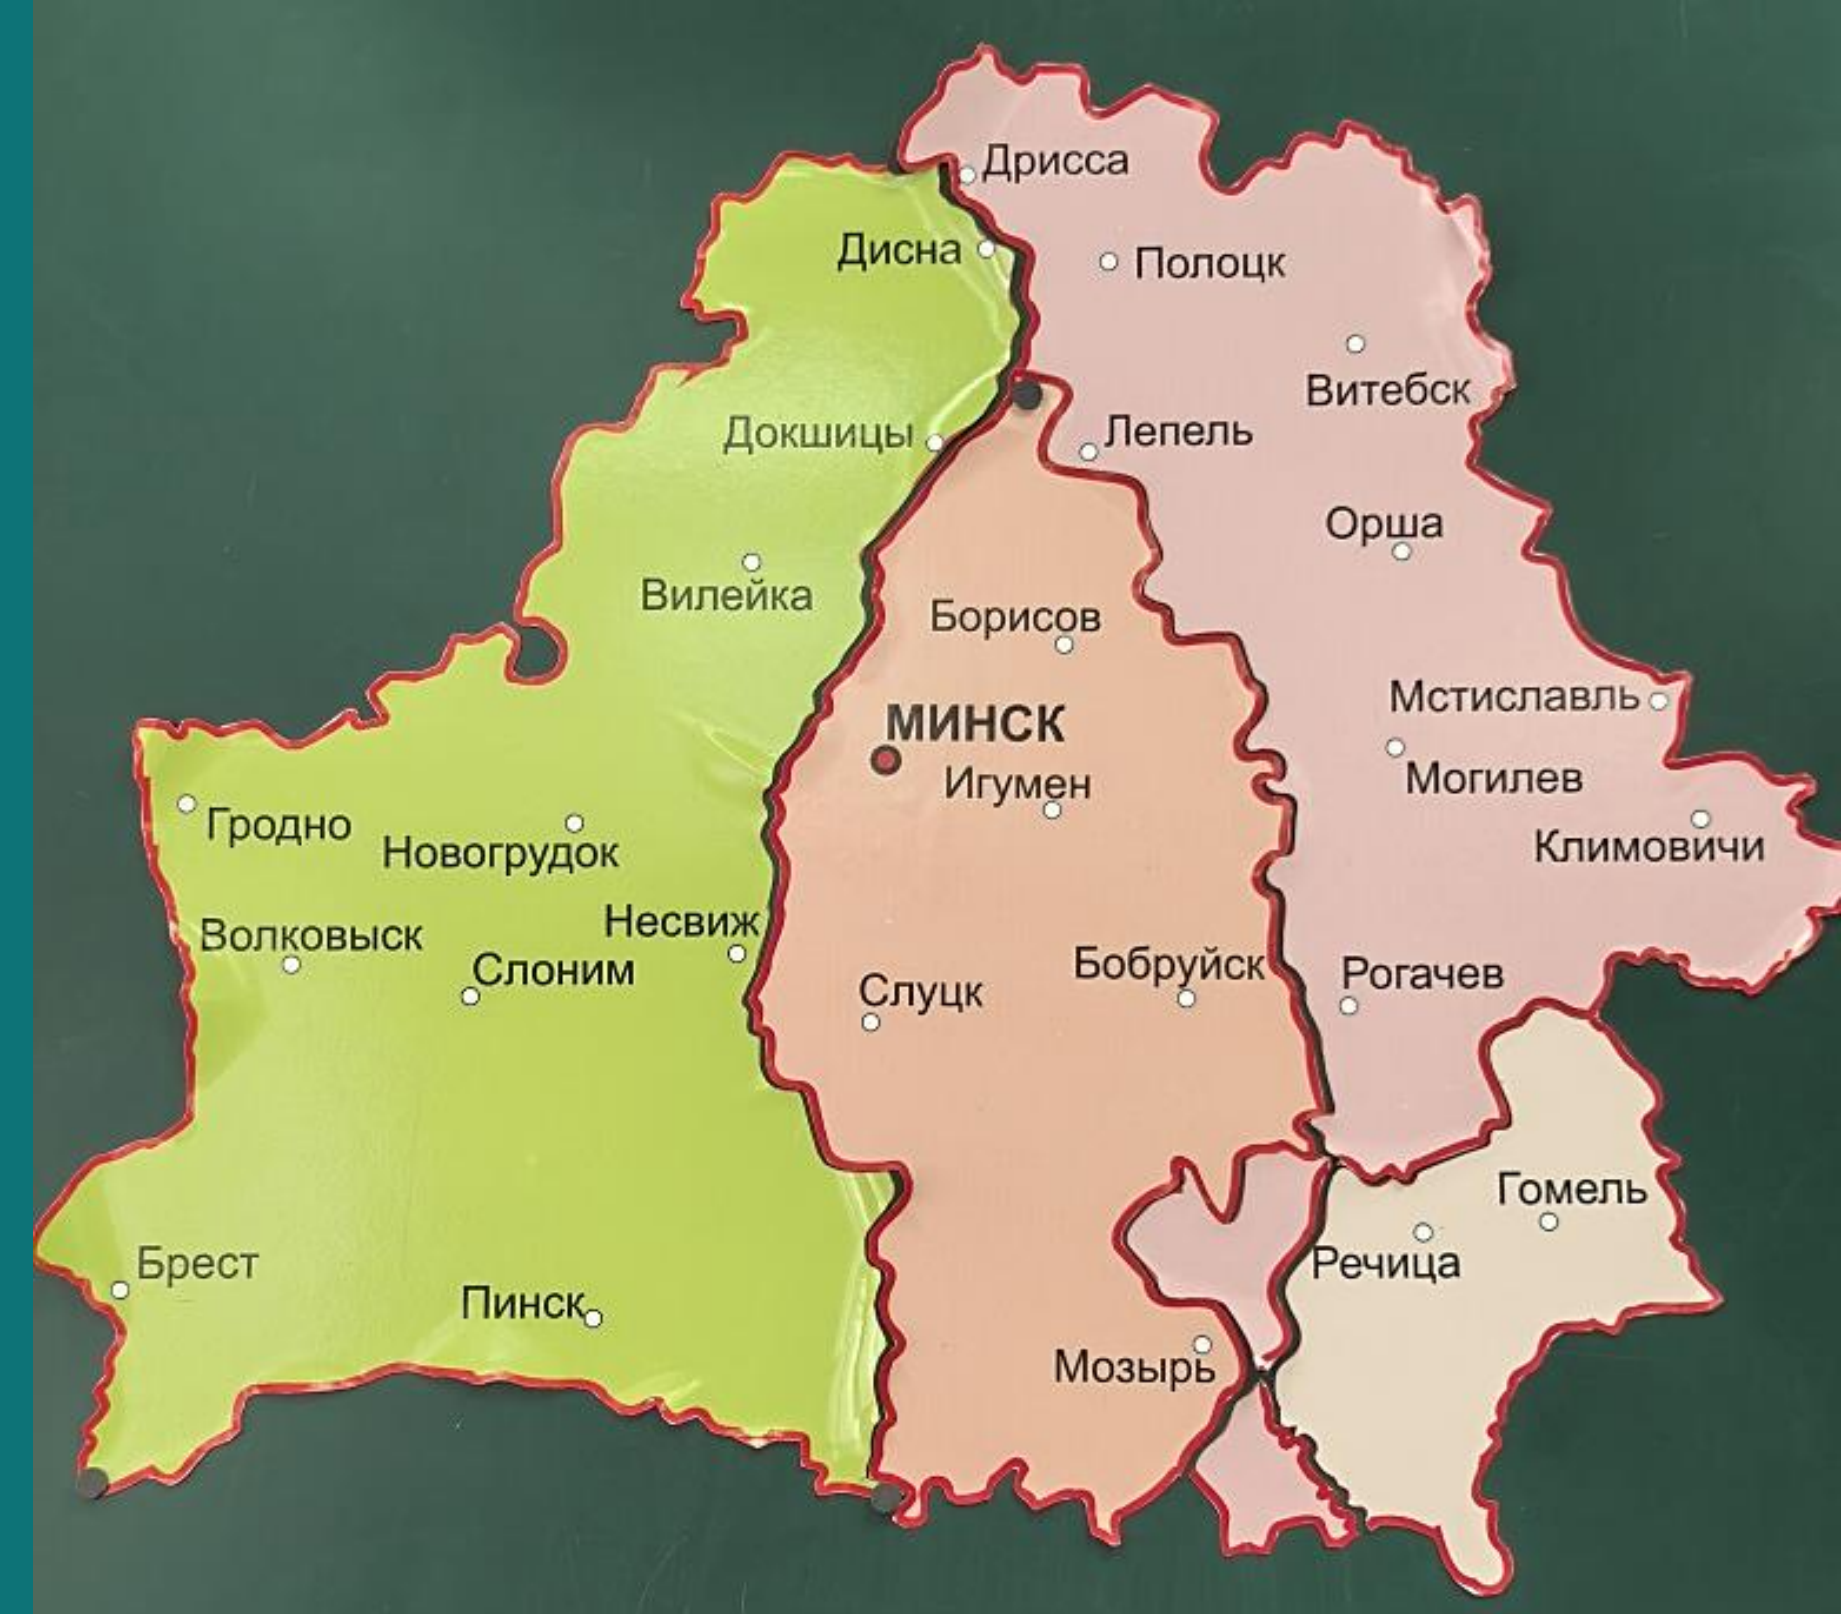 Дрисса
Дисна
Полоцк
Витебск
Докшицы
Лепель
Орша
Вилейка
Борисов
Мстиславль
МИНСК
Игумен
Могилев
Гродно
Новогрудок
Климовичи
Волковыск
Несвиж
Слоним
Бобруйск
Слуцк
Рогачев
Гомель
Брест
Речица
Пинск
Мозырь